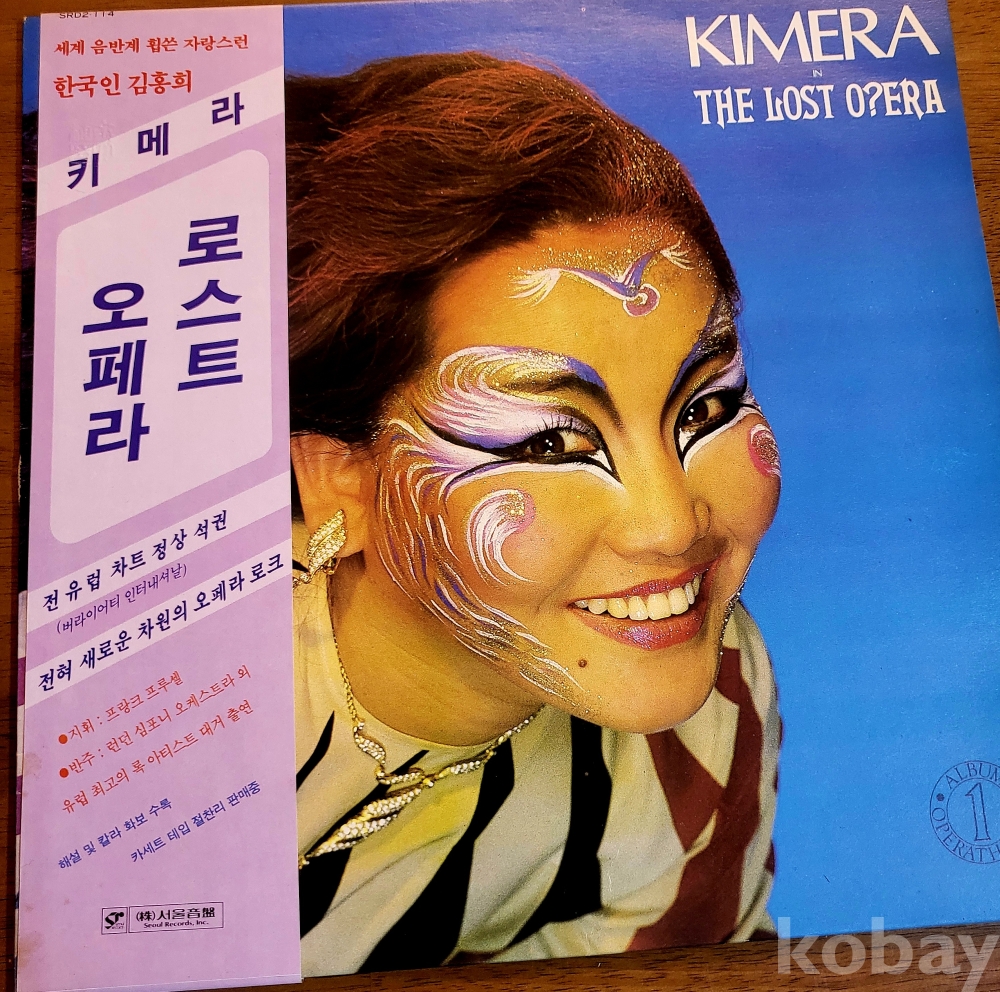 SRD2 114
세계 음반계 휩쓴 자랑스런
한국인 김홍희
키메라
로스트
오페라
전유럽 차트 정상 석권
(버라이어티 인터내셔날)
전혀 새로운 차원의 오페라 로크
●지휘 : 프랑크 프루셀
●반주 : 런던 심포니 오케스트라 외
유럽 최고의 록 아티스트 대거 출연
해설 및 칼라 화보 수록
카세트 테입 절찬리 판매중
(株)서울音盤
Seoul Records, Inc.
KIMERA
IN
THE LOST O?ERA
ALBUM
1
kobay